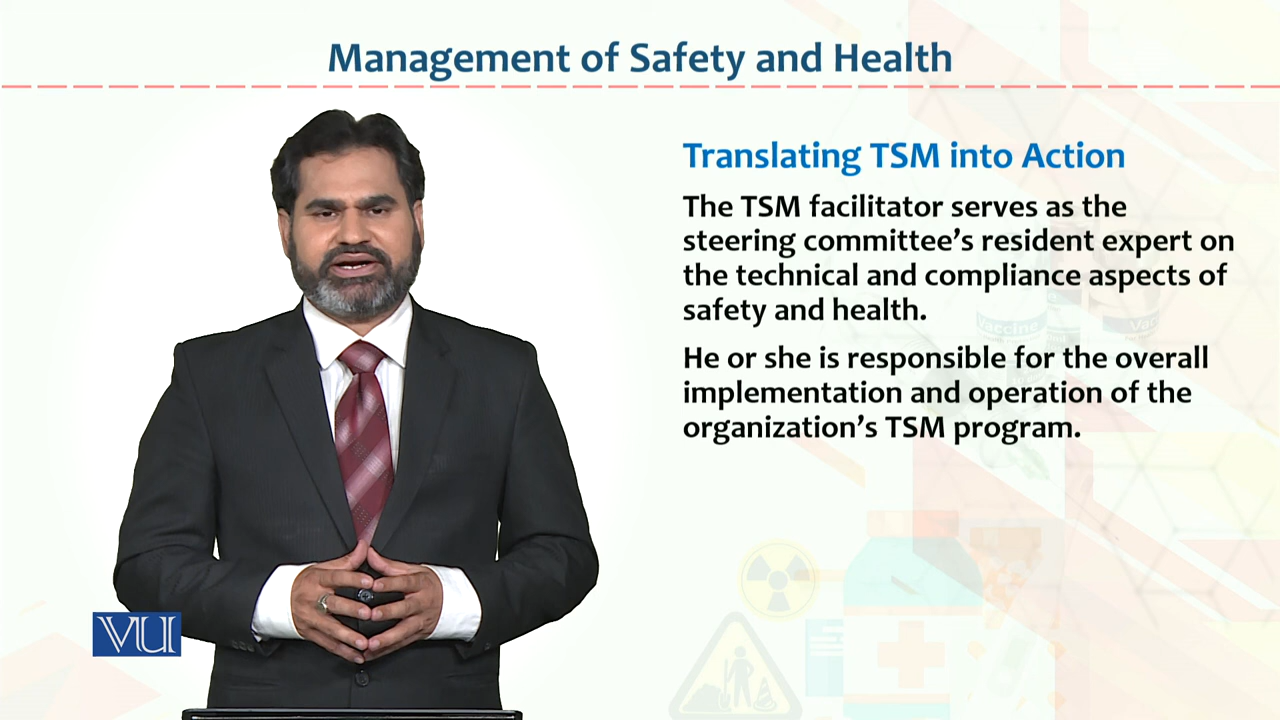 Management of Safety and Health
Translating TSM into Action
The TSM facilitator serves as the
steering committee’s resident expert on
the technical and compliance aspects of
safety and health.
He or she is responsible for the overall
implementation and operation of the
organization’s TSM program.
Vaccine
Va
VU